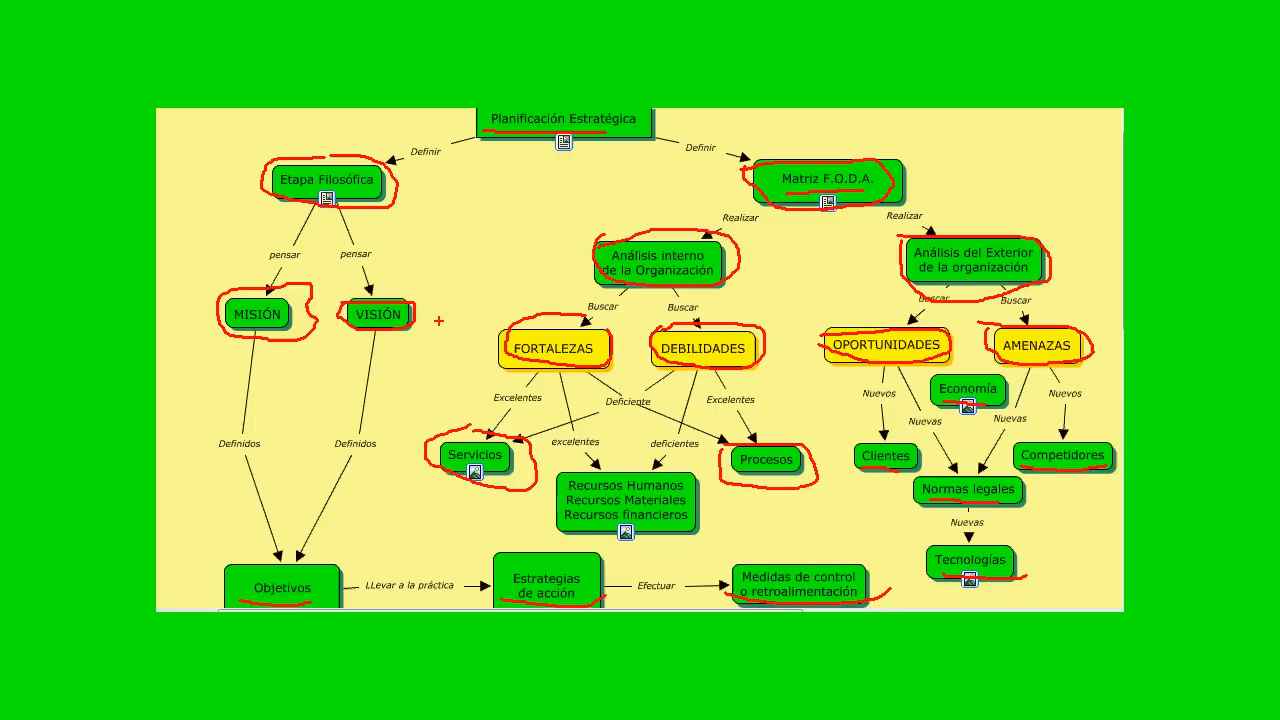 Planificación Estratégica
Definir
Definir
Etapa Filosófica
Matriz F.O.D.A.
Realizar
Realizar
pensar
pensar
Análisis interno
de la Organización
Análisis del Exterior
de la organización
Buscar
Buscar
Buscar
Buscar
MISIÓN
VISIÓN
FORTALEZAS
DEBILIDADES
OPORTUNIDADES
AMENAZAS
Excelentes
Deficiente
Excelentes
Nuevos
Economía
Nuevos
Nuevas
Nuevas
Definidos
Definidos
excelentes
deficientes
Servicios
Procesos
Clientes
Competidores
Recursos Humanos
Recursos Materiales
Recursos financieros
Normas legales
Nuevas
Tecnologías
Objetivos
LLevar a la práctica
Estrategias
de acción
Efectuar
Medidas de control
o retroalimentación